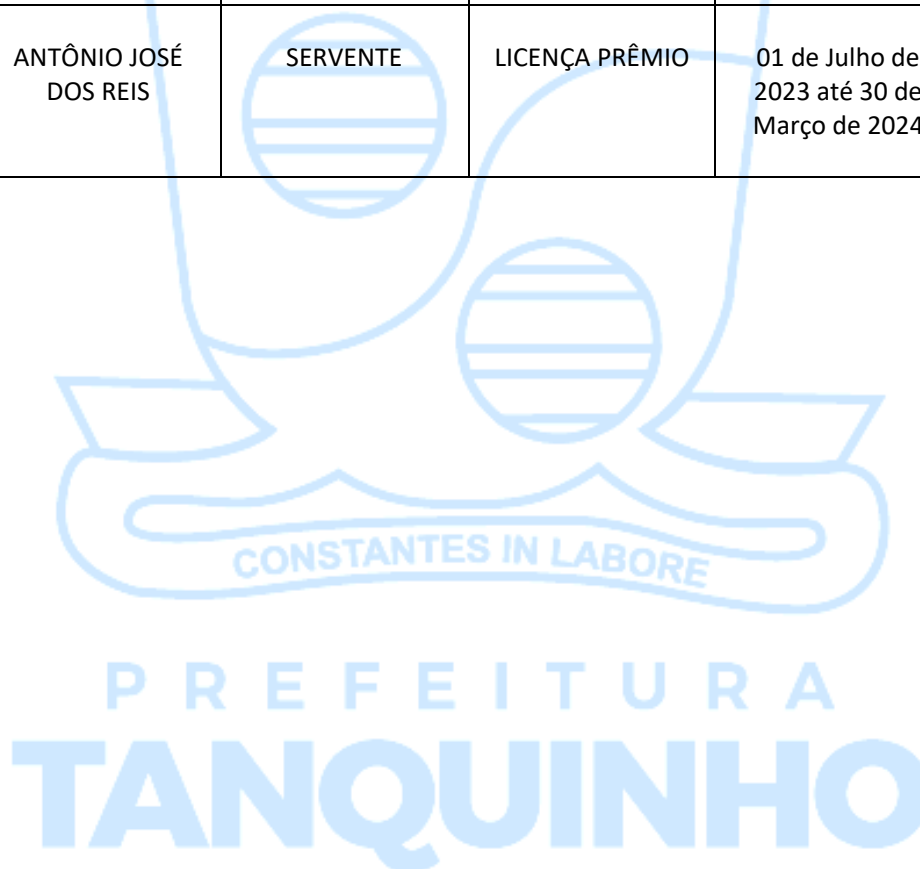 ANTÔNIO JOSÉ
DOS REIS
SERVENTE
LICENÇA PRÊMIO
01 de Julho de
2023 até 30 de
Março de 2024
CONSTANTES IN LABORE
PREFEITURA
TANQUINHO